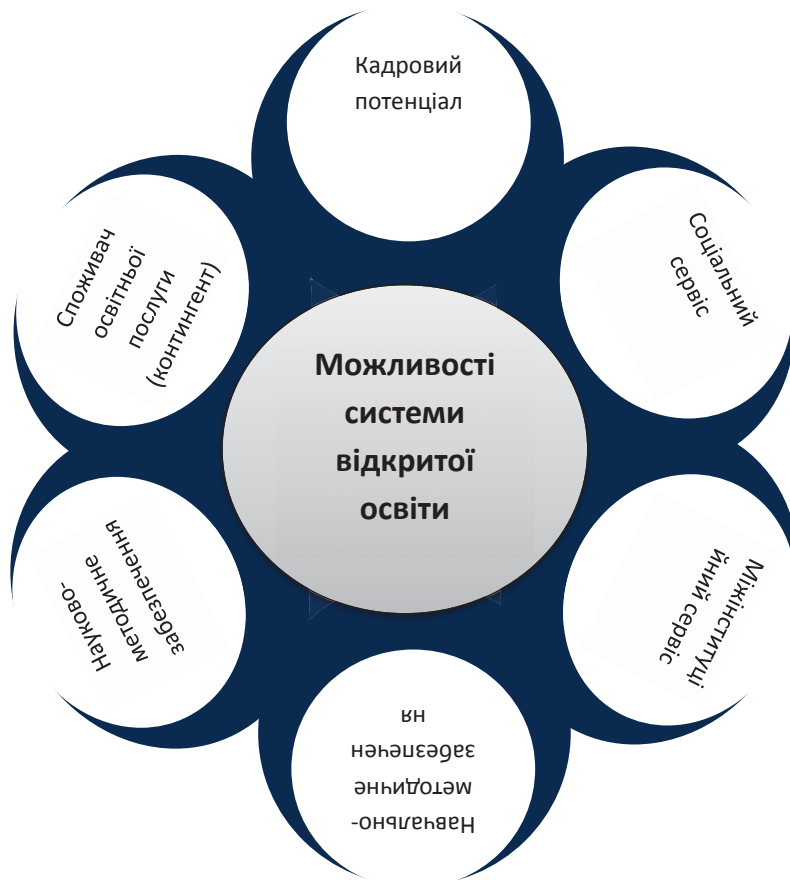 Кадровий
потенціал
Соціальний
сервіс
Міжінституці
йний сервіс
Навчально-
методичне
забезпечен
ня
Науково-
методичне
забезпечення
Споживач
освітньої
послуги
(контингент)
Можливості
системи
відкритої
освіти